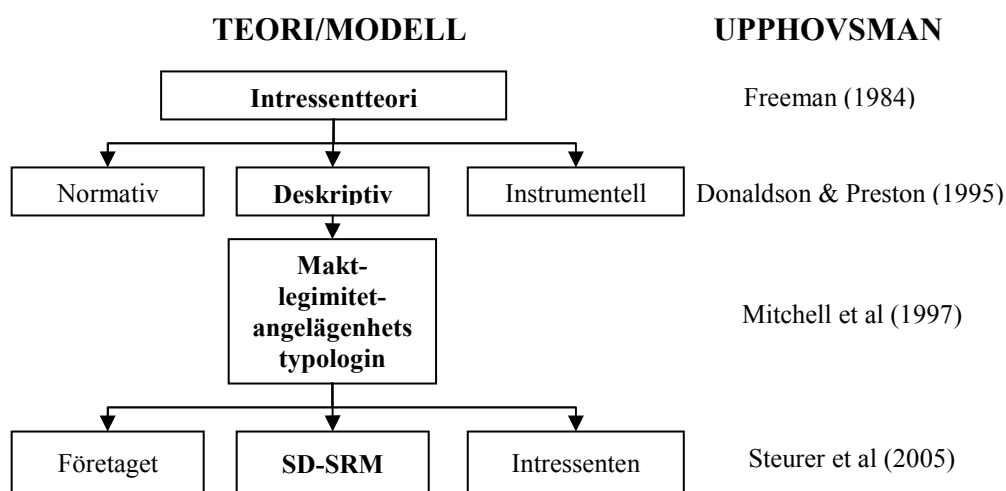 TEORI/MODELL UPPHOVSMAN
Intressentteori Freeman (1984)
Normativ Deskriptiv Instrumentell Donaldson & Preston (1995)
Makt-
legimitet-
angelägenhets
typologin
Mitchell et al (1997)
Företaget SD-SRM Intressenten Steurer et al (2005)